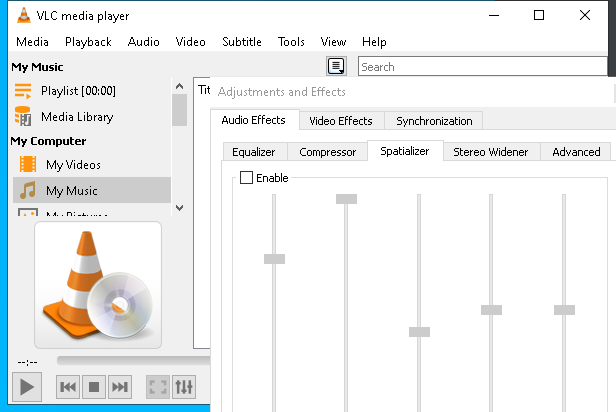 VLC media player
Media Playback Audio Video Subtitle Tools View Help
My Music
Search
Playlist [00:00]
Media Library
My Computer
My Videos
My Music
Tit
Adjustments and Effects
Audio Effects Video Effects Synchronization
Equalizer Compressor Spatializer Stereo Widener Advanced
Enable
--:--